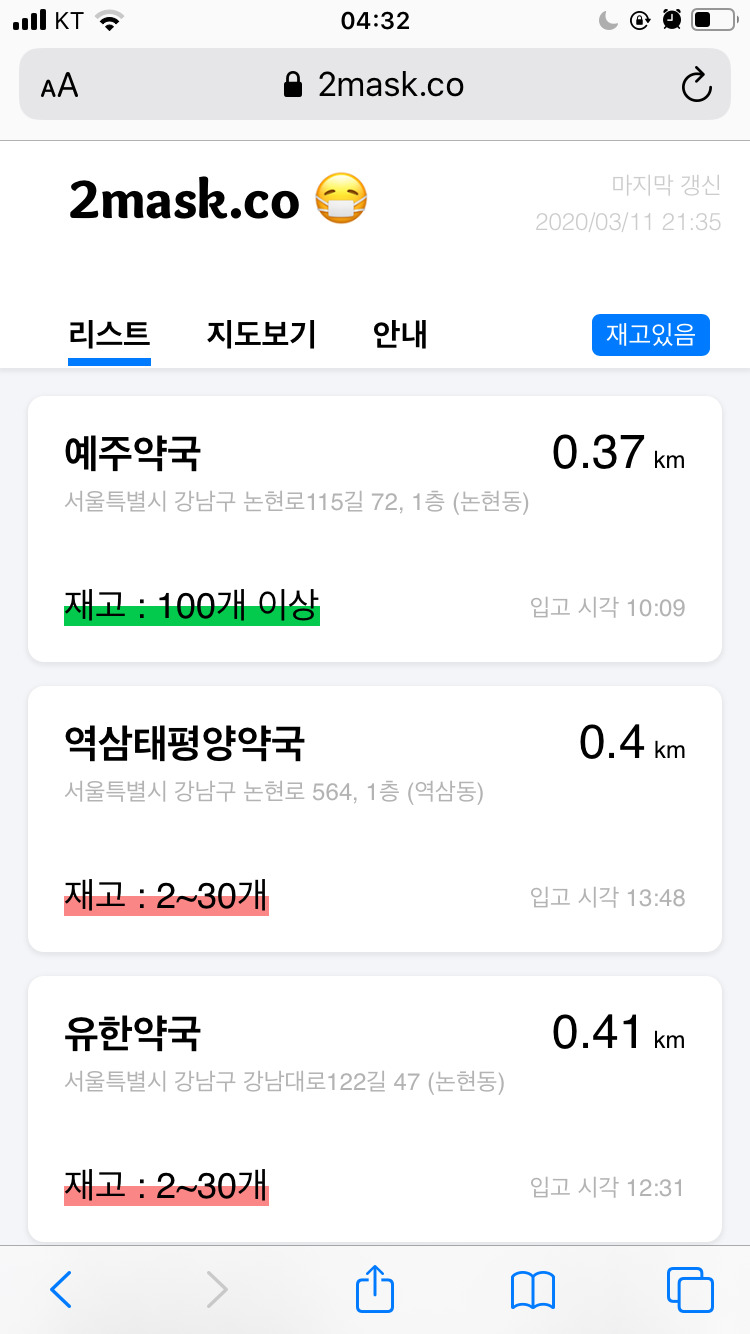 KT 04:32
AA 2mask.co
2mask.co
마지막 갱신
2020/03/11 21:35
리스트 지도보기 안내 재고있음
예주약국 0.37 km
서울특별시 강남구 논현로115길 72, 1층 (논현동)
재고 : 100개 이상 입고 시각 10:09
역삼태평양약국 0.4 km
서울특별시 강남구 논현로 564, 1층 (역삼동)
재고 : 2~30개 입고 시각 13:48
유한약국 0.41 km
서울특별시 강남구 강남대로122길 47 (논현동)
재고 : 2~30개 입고 시각 12:31